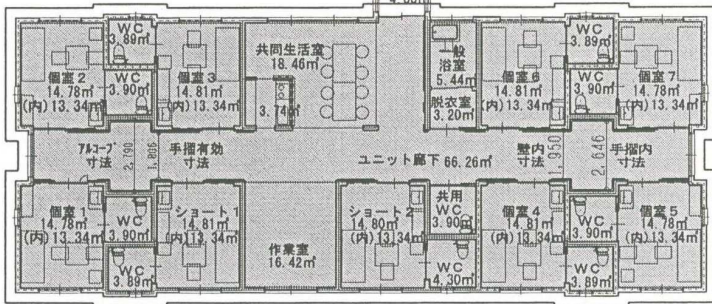 WC
3.89㎡
WC
3.89㎡
個室2
14.78㎡
(内)13.34㎡
WC
3.90㎡
個室3
14.81㎡
(内)13.34㎡
共同生活室
18.46㎡
3.74㎡
一般
浴室
5.44㎡
脱衣室
3.20㎡
個室6
14.81㎡
(内)13.34㎡
WC
3.90㎡
個室7
14.78㎡
(内)13.34㎡
アルコーブ
寸法
2,790
1,806
手摺有効
寸法
ユニット廊下 66.26㎡
壁内
寸法
1,950
2,646
手摺内
寸法
個室1
14.78㎡
(内)13.34㎡
WC
3.90㎡
WC
3.89㎡
ショート1
14.81㎡
(内)13.34㎡
作業室
16.42㎡
ショート2
14.80㎡
(内)13.34㎡
共用
WC
3.90㎡
WC
4.30㎡
個室4
14.81㎡
(内)13.34㎡
WC
3.90㎡
WC
3.89㎡
個室5
14.78㎡
(内)13.34㎡